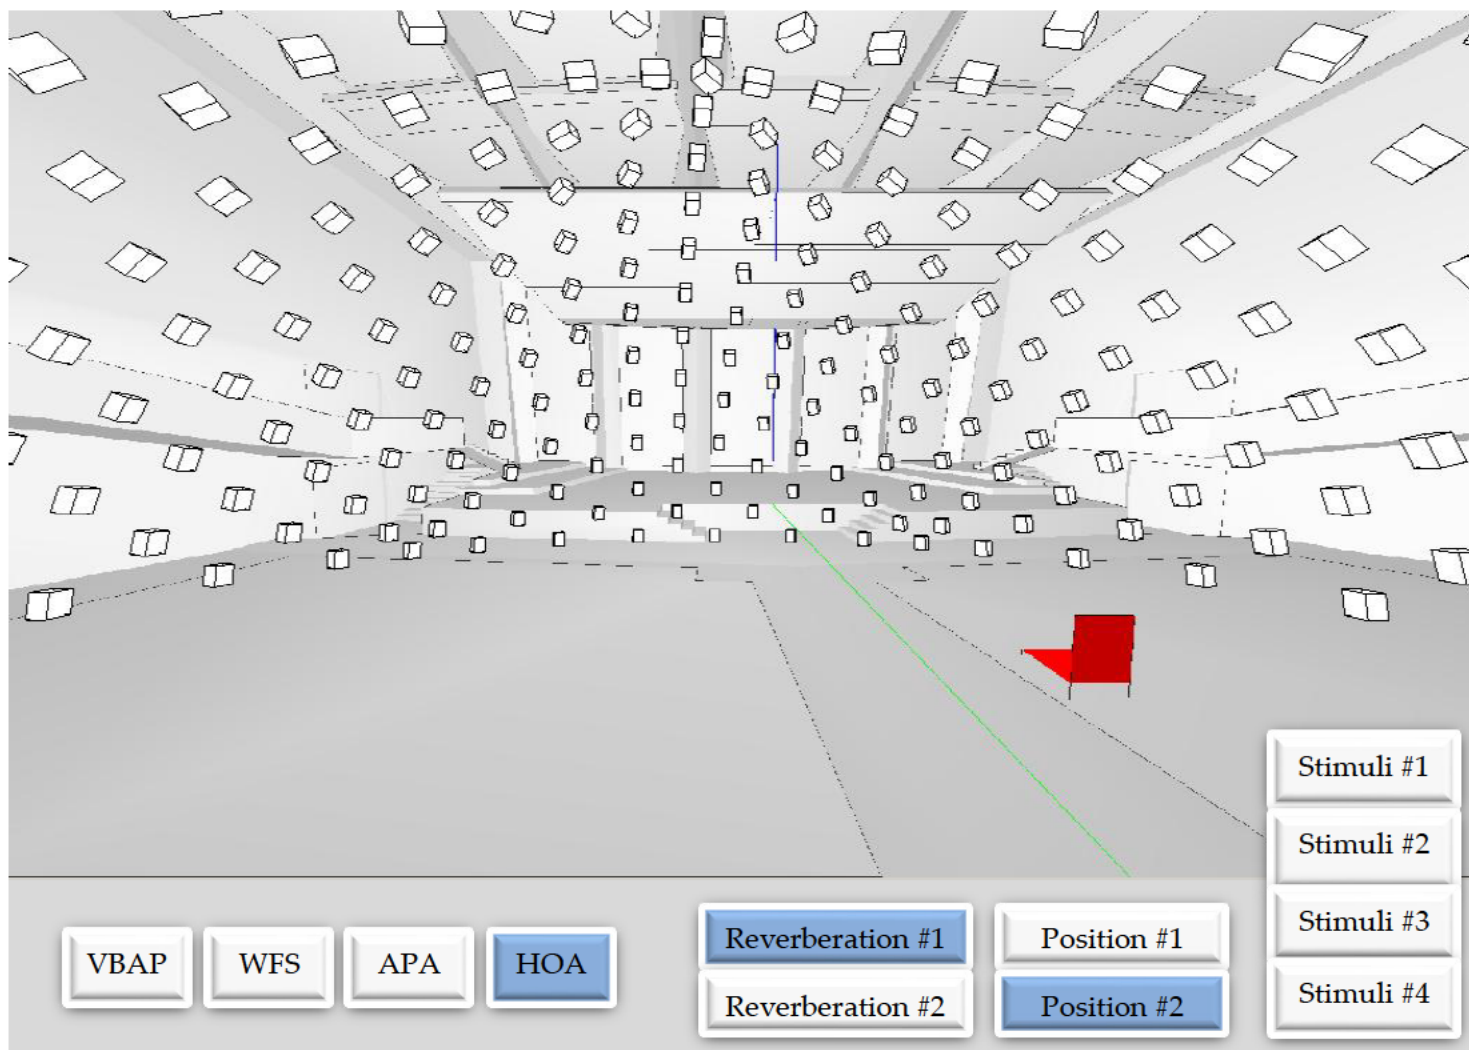 Stimuli #1
Stimuli #2
Stimuli #3
Stimuli #4
VBAP
WFS
APA
HOA
Reverberation #1
Reverberation #2
Position #1
Position #2